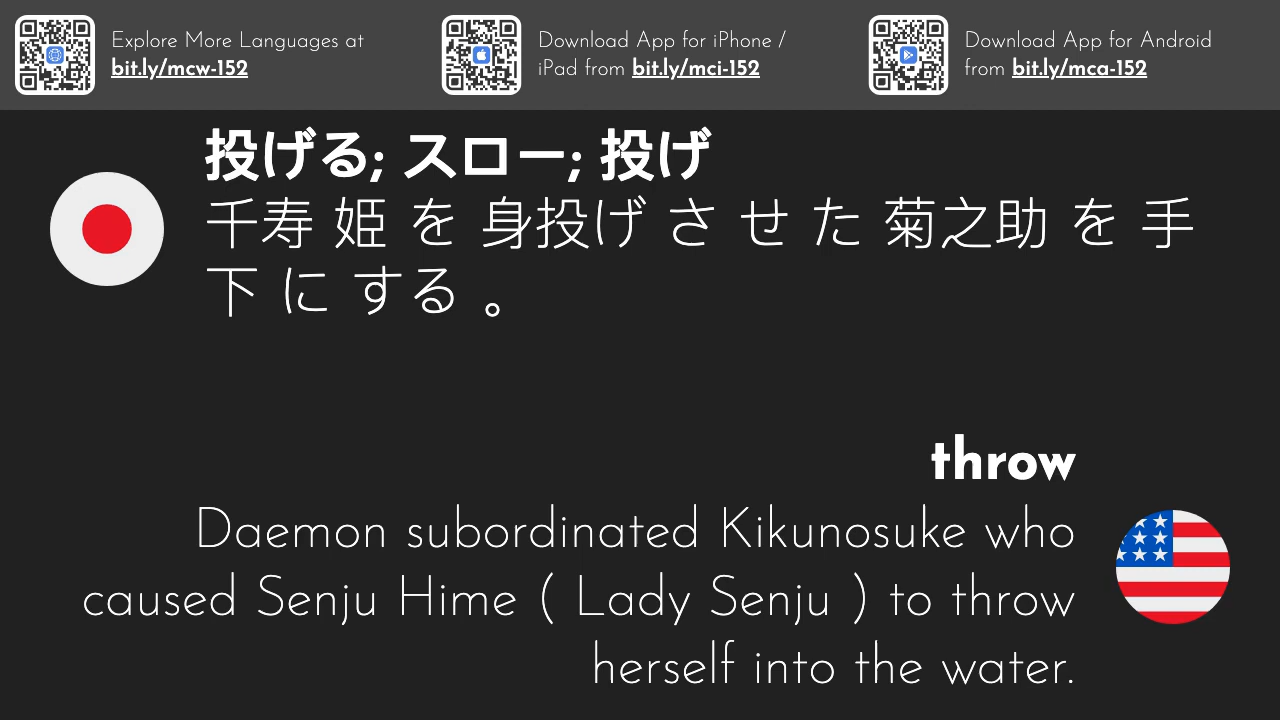 Explore More Languages at
bit.ly/mcw-152
Download App for iPhone /
iPad from bit.ly/mci-152
Download App for Android
from bit.ly/mca-152
投げる; スロー; 投げ
千寿 姫 を 身投げ さ せ た 菊之助 を 手
下 に する 。
throw
Daemon subordinated Kikunosuke who
caused Senju Hime ( Lady Senju ) to throw
herself into the water.